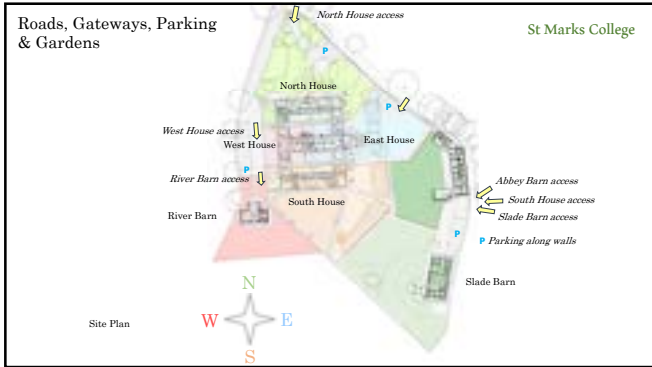 Roads, Gateways, Parking
& Gardens
St Marks College
North House access
P
North House
P
West House access
West House
East House
P
River Barn access
Abbey Barn access
South House access
Slade Barn access
South House
River Barn
P
P Parking along walls
Slade Barn
N
W
E
S
Site Plan